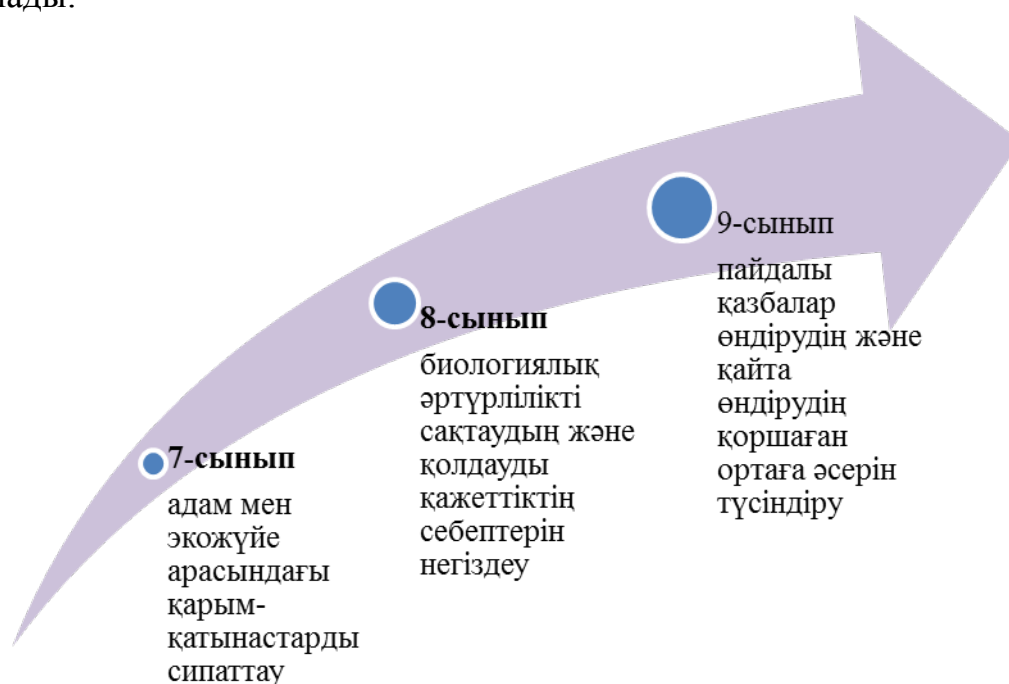 7-сынып
адам мен
экожүйе
арасындағы
қарым-
қатынастарды
сипаттау
8-сынып
биологиялық
әртүрлілікті
сақтаудың және
қолдауды
қажеттіктің
себептерін
негіздеу
9-сынып
пайдалы
қазбалар
өндірудің және
қайта
өндірудің
қоршаған
ортаға әсерін
түсіндіру